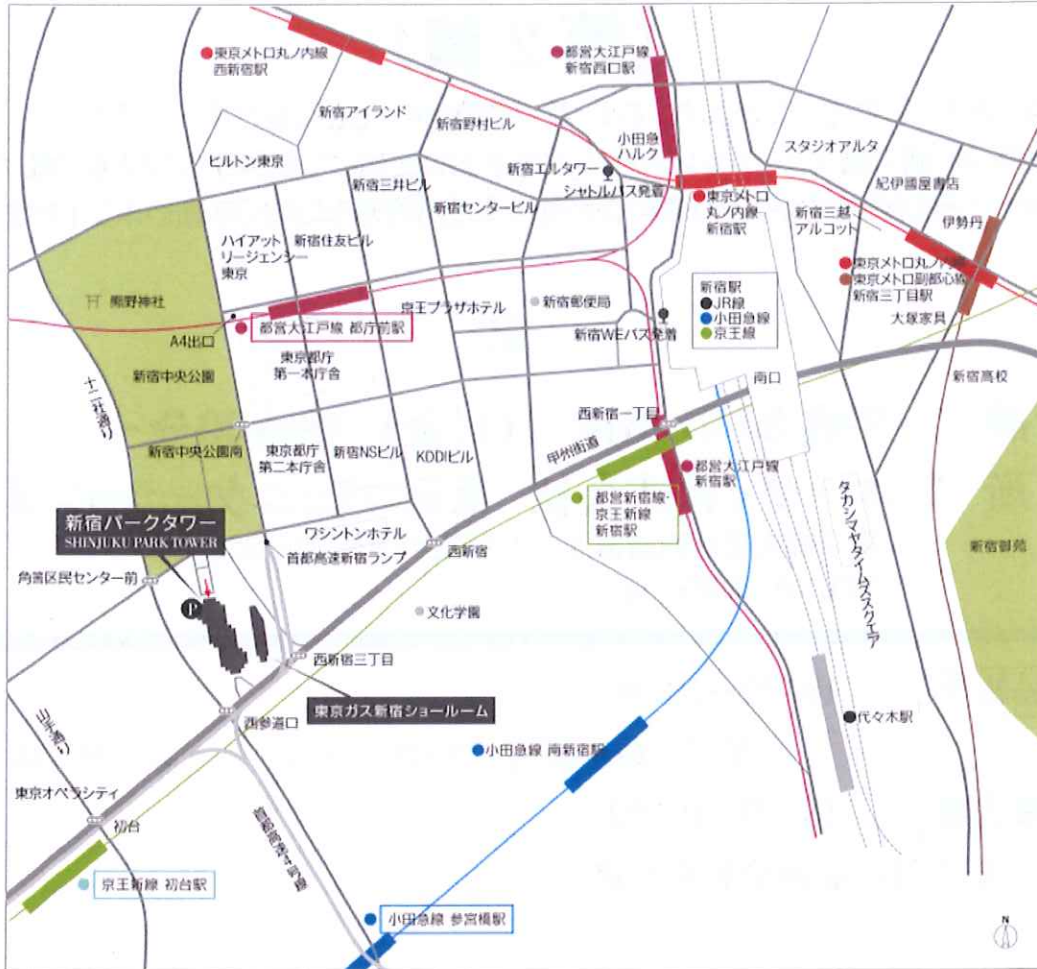 東京メトロ丸ノ内線
西新宿駅
都営大江戸線
新宿西口駅
新宿アイランド
新宿野村ビル
小田急
ハルク
スタジオアルタ
ヒルトン東京
新宿エルタワー
シャトルバス発着
新宿三井ビル
紀伊國屋書店
新宿センタービル
東京メトロ
丸ノ内線
新宿駅
新宿三越
アルコット
伊勢丹
ハイアット
リージェンシー
東京
新宿住友ビル
東京メトロ丸ノ内線
東京メトロ副都心線
新宿三丁目駅
熊野神社
京王プラザホテル
新宿郵便局
新宿駅
JR線
小田急線
京王線
都営大江戸線 都庁前駅
新宿WEバス発着
大塚家具
A4出口
東京都庁
第一本庁舎
新宿中央公園
南口
新宿高校
十二社通り
西新宿一丁目
新宿中央公園南
東京都庁
第二本庁舎
新宿NSビル
KDDIビル
甲州街道
都営大江戸線
新宿駅
都営新宿線・
京王新線
新宿駅
タカシマヤタイムズスクエア
新宿パークタワー
SHINJUKU PARK TOWER
ワシントンホテル
首都高速新宿ランプ
西新宿
新宿御苑
角筈区民センター前
P
文化学園
西新宿三丁目
東京ガス新宿ショールーム
西参道口
山手通り
代々木駅
小田急線 南新宿駅
東京オペラシティ
初台
首都高速4号線
京王新線 初台駅
小田急線 参宮橋駅
N